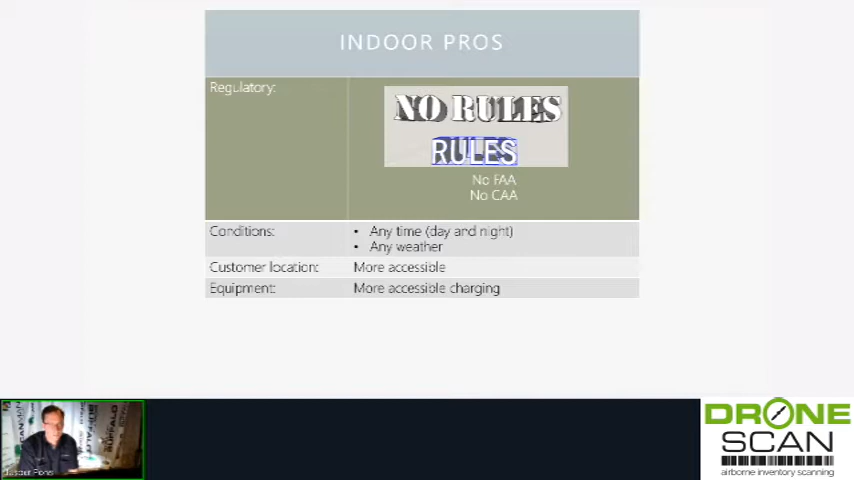 INDOOR PROS
Regulatory:
NO RULES
RULES
No FAA
No CAA
Conditions:
• Any time (day and night)
• Any weather
Customer location:
More accessible
Equipment:
More accessible charging
BUFFALO
DRONE
SCAN
airborne inventory scanning